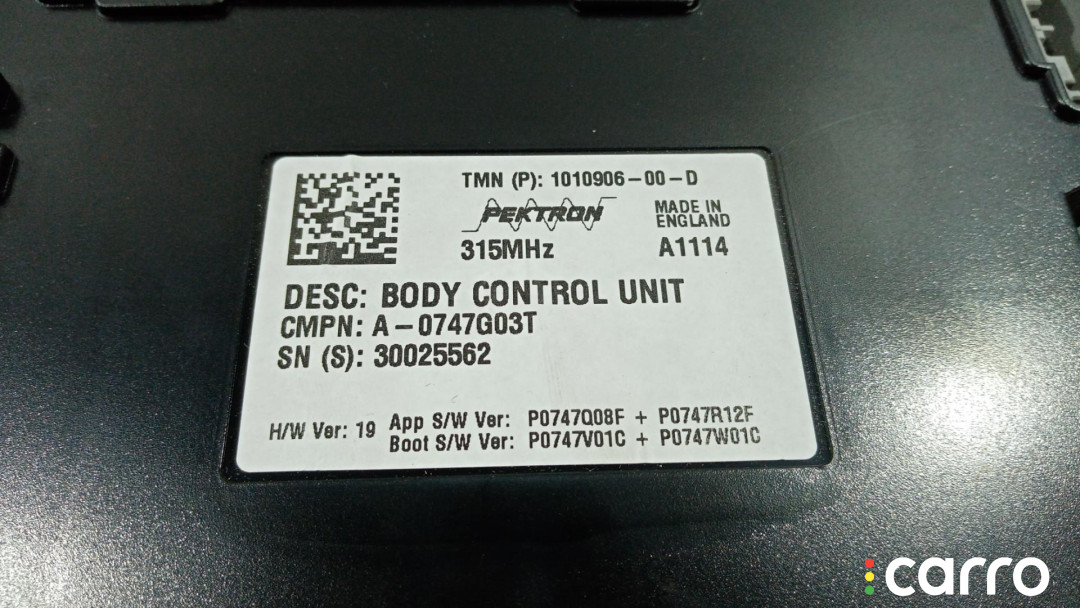 TMN (P): 1010906-00-D
PEKTRON
MADE IN
ENGLAND
315MHz
A1114
DESC: BODY CONTROL UNIT
CMPN: A-0747G03T
SN (S): 30025562
H/W Ver: 19
App S/W Ver: P0747Q08F + P0747R12F
Boot S/W Ver: P0747V01C + P0747W01C
carro